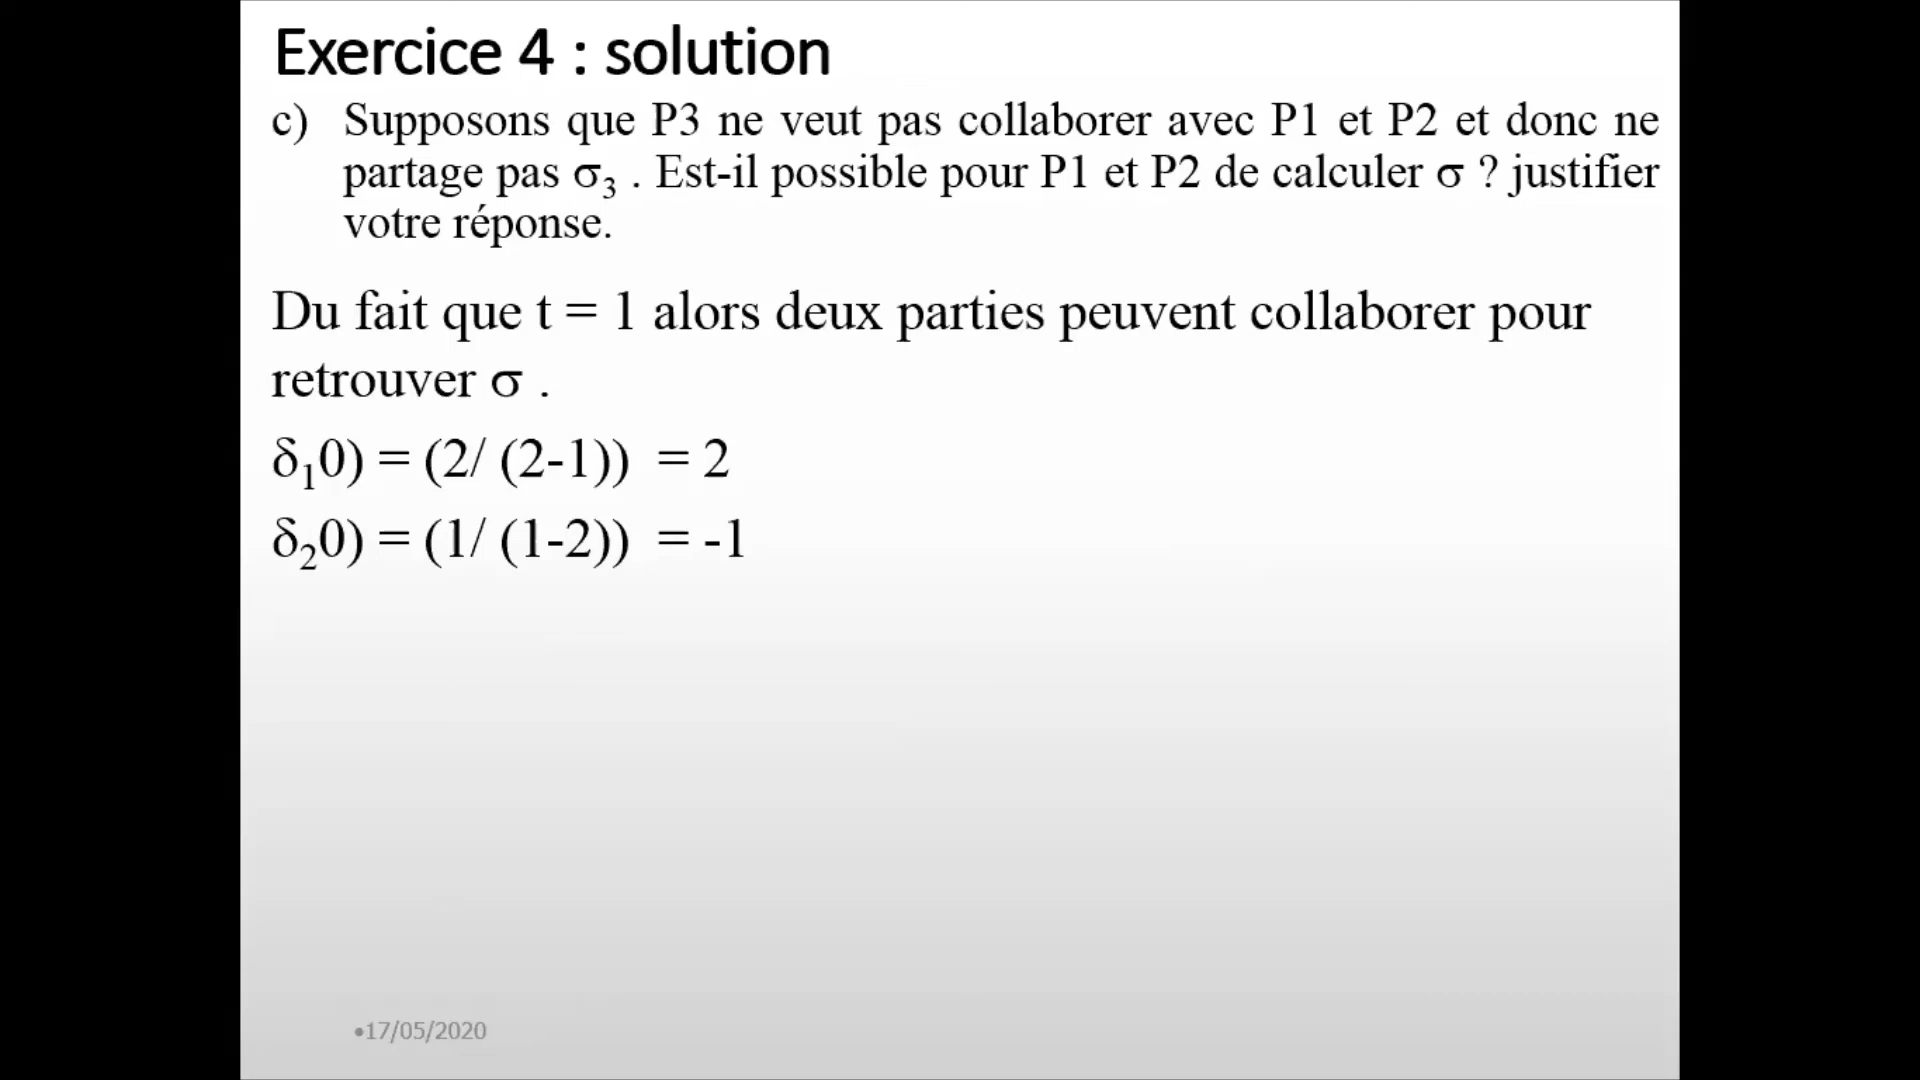 Exercice 4 : solution
c) Supposons que P3 ne veut pas collaborer avec P1 et P2 et donc ne
partage pas σ₃ . Est-il possible pour P1 et P2 de calculer σ ? justifier
votre réponse.
Du fait que t = 1 alors deux parties peuvent collaborer pour
retrouver σ .
δ₁0) = (2/ (2-1)) = 2
δ₂0) = (1/ (1-2)) = -1
•17/05/2020